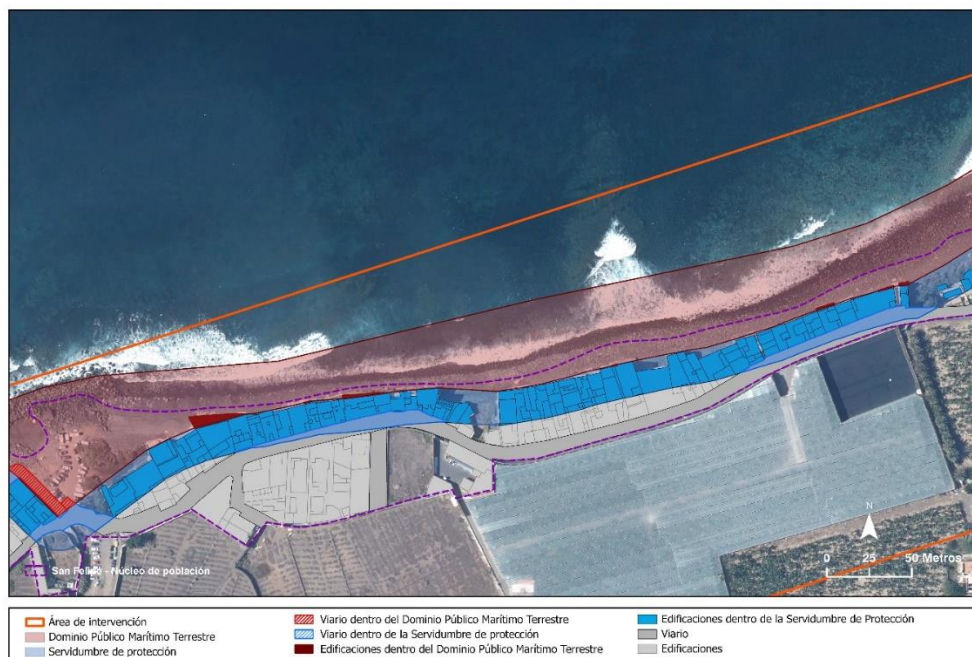 San Felipe - Núcleo de población
N
0 25 50 Metros
Área de intervención
Dominio Público Marítimo Terrestre
Servidumbre de protección
Viario dentro del Dominio Público Marítimo Terrestre
Viario dentro de la Servidumbre de protección
Edificaciones dentro del Dominio Público Marítimo Terrestre
Edificaciones dentro de la Servidumbre de Protección
Viario
Edificaciones